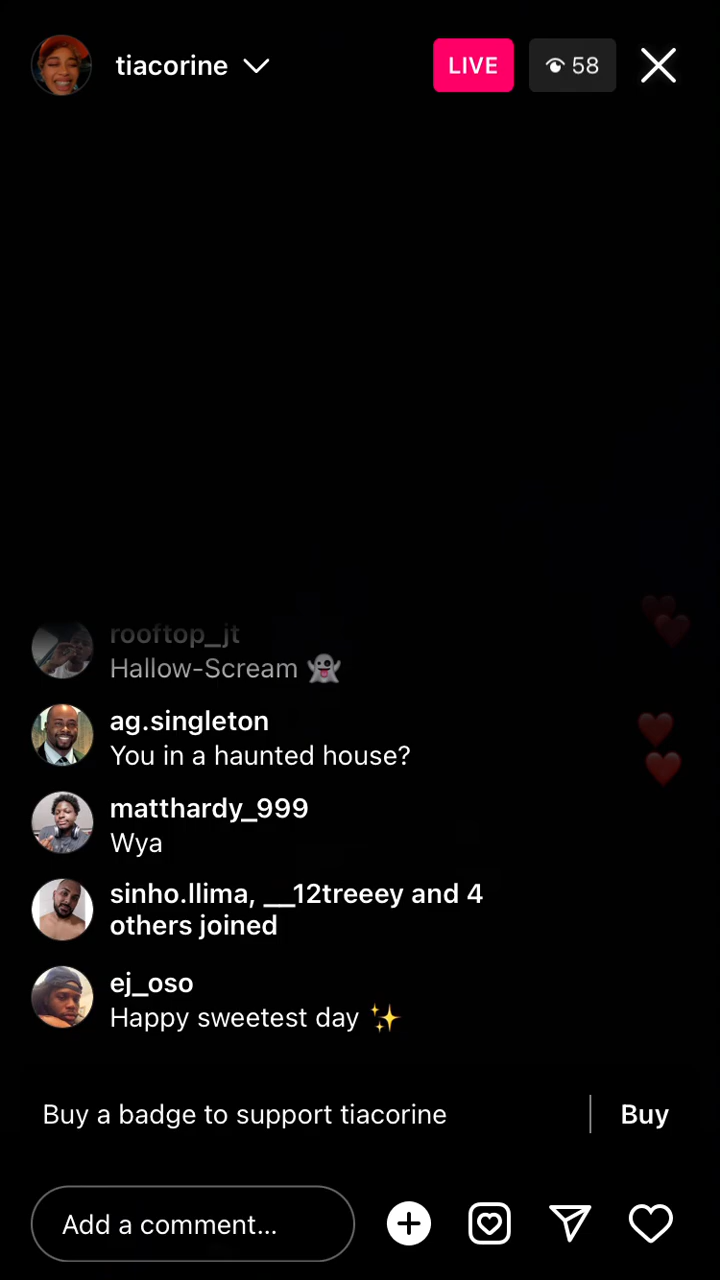 tiacorine
LIVE
58
rooftop_jt
Hallow-Scream 👻
ag.singleton
You in a haunted house?
matthardy_999
Wya
sinho.llima, __12treeey and 4
others joined
ej_oso
Happy sweetest day ✨
Buy a badge to support tiacorine
Buy
Add a comment...